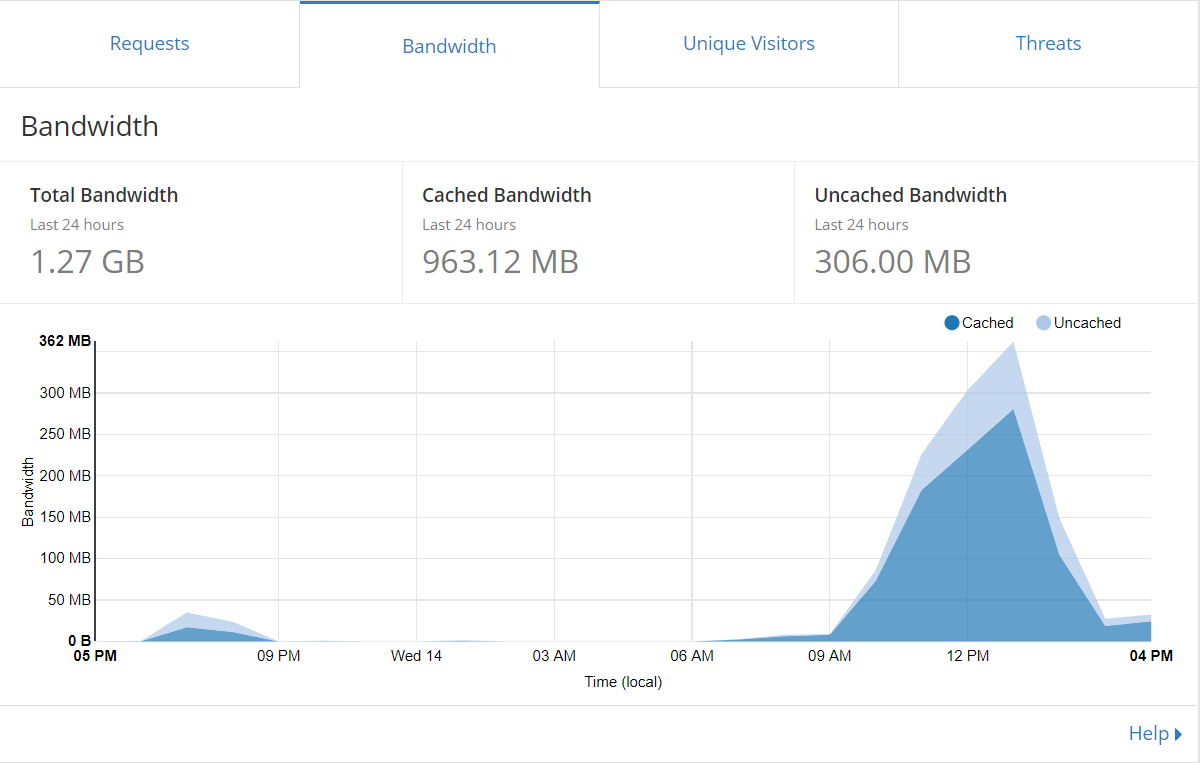 Requests
Bandwidth
Unique Visitors
Threats
Bandwidth
Total Bandwidth
Last 24 hours
1.27 GB
Cached Bandwidth
Last 24 hours
963.12 MB
Uncached Bandwidth
Last 24 hours
306.00 MB
Cached
Uncached
362 MB
300 MB
250 MB
200 MB
150 MB
100 MB
50 MB
0 B
Bandwidth
05 PM
09 PM
Wed 14
03 AM
06 AM
09 AM
12 PM
04 PM
Time (local)
Help